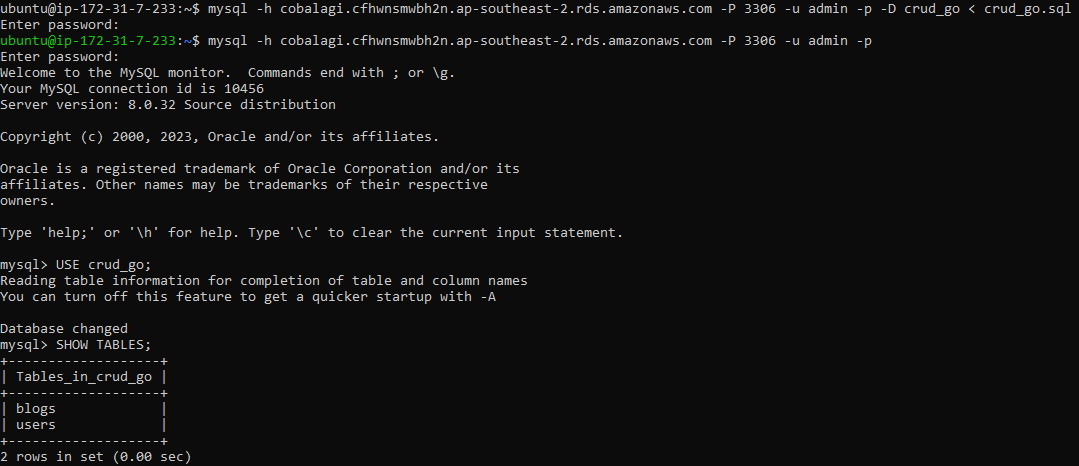 ubuntu@ip-172-31-7-233:~$ mysql -h cobalagi.cfhwnsmwbh2n.ap-southeast-2.rds.amazonaws.com -P 3306 -u admin -p -D crud_go < crud_go.sql
Enter password:
ubuntu@ip-172-31-7-233:~$ mysql -h cobalagi.cfhwnsmwbh2n.ap-southeast-2.rds.amazonaws.com -P 3306 -u admin -p
Enter password:
Welcome to the MySQL monitor.  Commands end with ; or \g.
Your MySQL connection id is 10456
Server version: 8.0.32 Source distribution

Copyright (c) 2000, 2023, Oracle and/or its affiliates.

Oracle is a registered trademark of Oracle Corporation and/or its
affiliates. Other names may be trademarks of their respective
owners.

Type 'help;' or '\h' for help. Type '\c' to clear the current input statement.

mysql> USE crud_go;
Reading table information for completion of table and column names
You can turn off this feature to get a quicker startup with -A

Database changed
mysql> SHOW TABLES;
+-------------------+
| Tables_in_crud_go |
+-------------------+
| blogs             |
| users             |
+-------------------+
2 rows in set (0.00 sec)